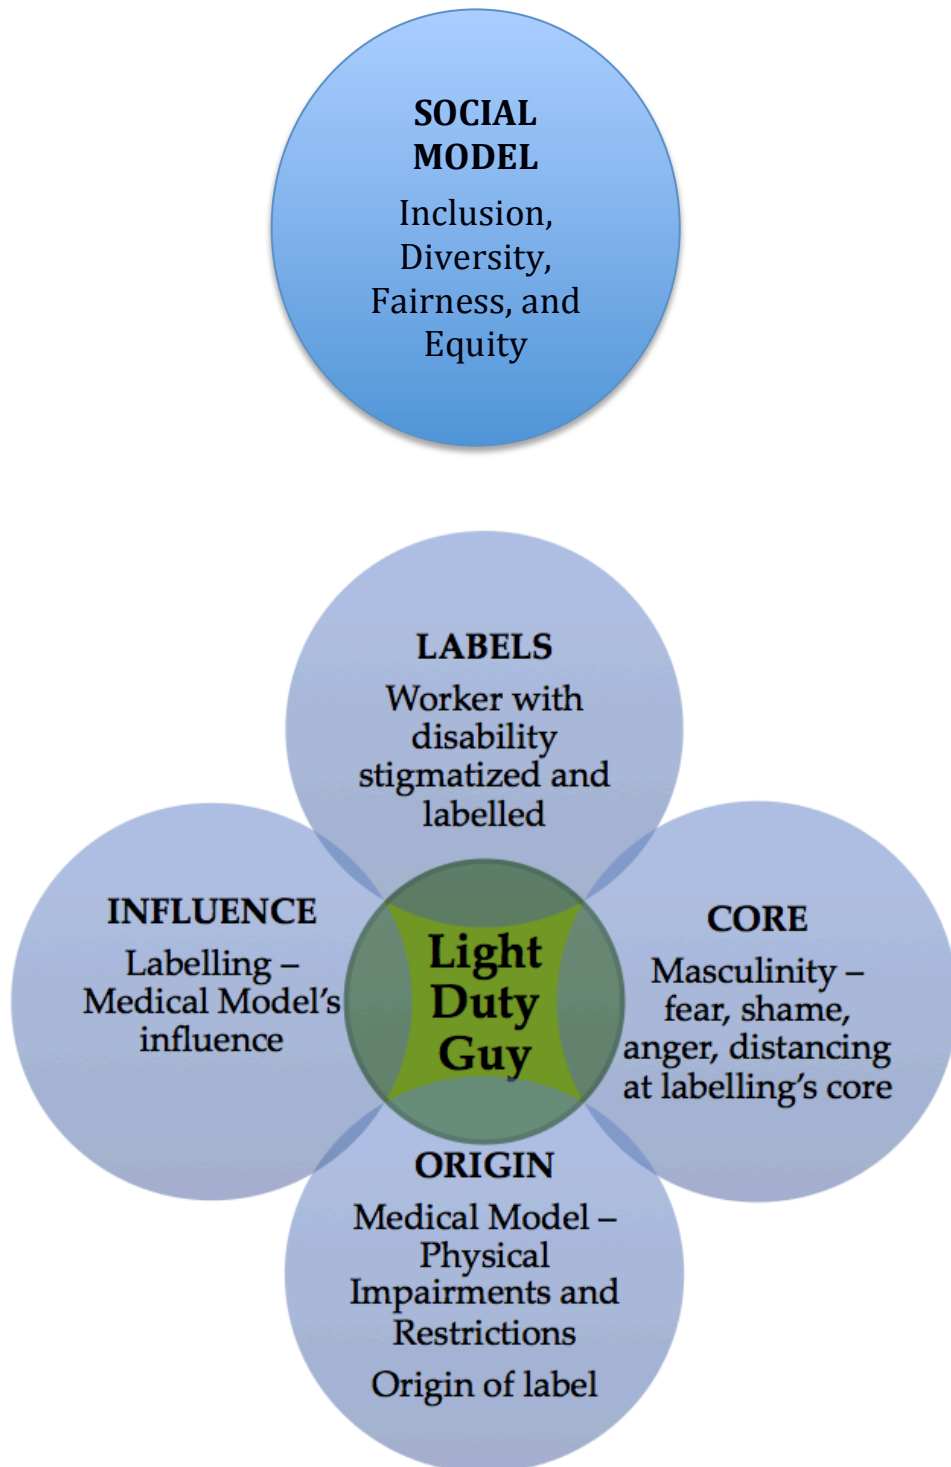 SOCIAL
MODEL
Inclusion,
Diversity,
Fairness, and
Equity
LABELS
Worker with
disability
stigmatized and
labelled
INFLUENCE
Labelling –
Medical Model's
influence
Light
Duty
Guy
CORE
Masculinity –
fear, shame,
anger, distancing
at labelling's core
ORIGIN
Medical Model –
Physical
Impairments and
Restrictions
Origin of label